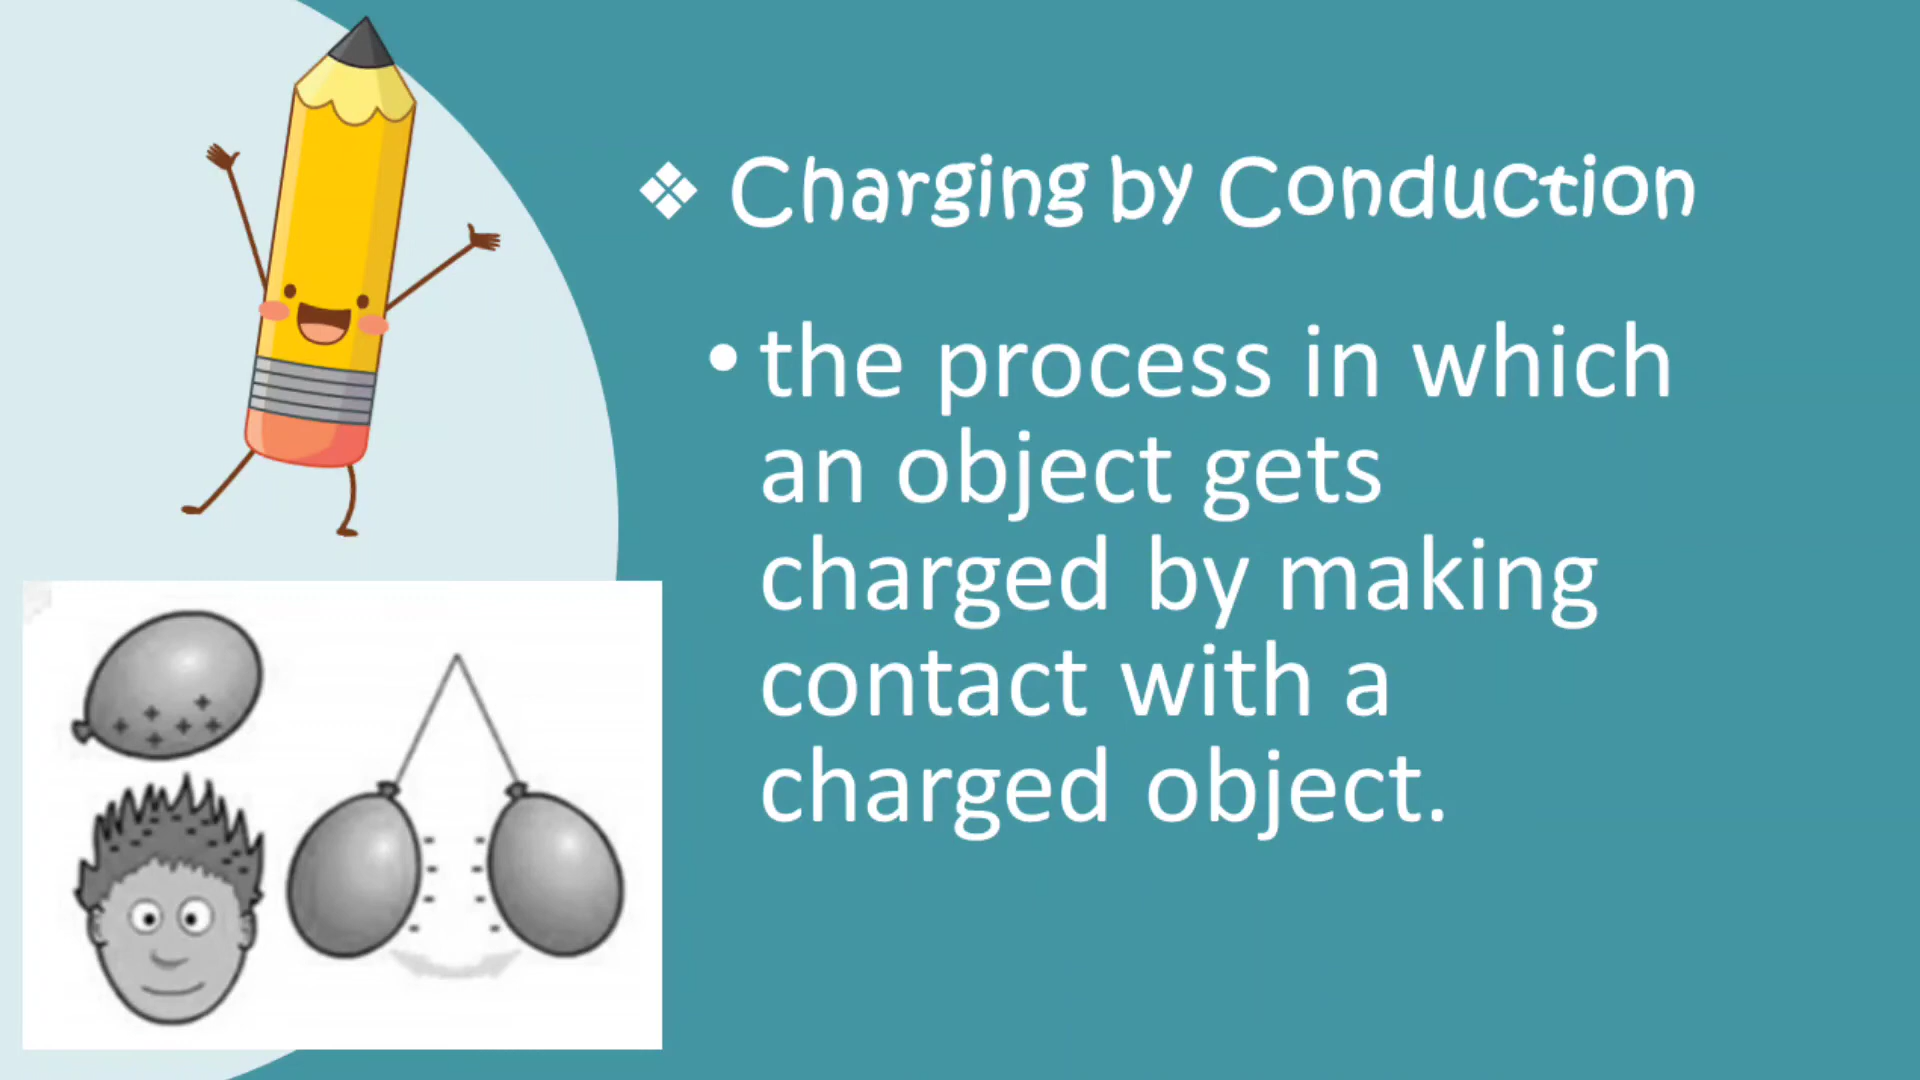 Charging by Conduction
• the process in which
an object gets
charged by making
contact with a
charged object.